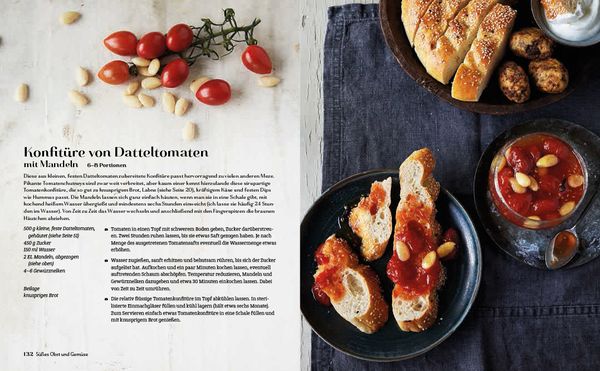 Konfitüre von Datteltomaten
mit Mandeln 6–8 Portionen
Diese aus kleinen, festen Datteltomaten zubereitete Konfitüre passt hervorragend zu vielen anderen Meze.
Pikante Tomatenchutneys sind zwar weit verbreitet, aber kaum einer kennt hierzulande diese sirupartige
Tomatenkonfitüre, die so gut zu knusprigem Brot, Labna (siehe Seite 20), kräftigem Käse und festen Dips
wie Hummus passt. Die Mandeln lassen sich ganz einfach häuten, wenn man sie in eine Schale gibt, mit
kochend heißem Wasser übergießt und mindestens sechs Stunden einweicht (ich lasse sie häufig 24 Stun-
den im Wasser). Von Zeit zu Zeit das Wasser wechseln und anschließend mit den Fingerspitzen die braunen
Häutchen abziehen.
500 g kleine, feste Datteltomaten,
gehäutet (siehe Seite 52)
450 g Zucker
150 ml Wasser
2 EL Mandeln, abgezogen
(siehe oben)
4–6 Gewürznelken
Beilage
knuspriges Brot
Tomaten in einen Topf mit schwerem Boden geben, Zucker darüberstreu-
en. Zwei Stunden ruhen lassen, bis sie etwas Saft gezogen haben. Je nach
Menge des ausgetretenen Tomatensafts eventuell die Wassermenge etwas
erhöhen.
Wasser zugießen, sanft erhitzen und behutsam rühren, bis sich der Zucker
aufgelöst hat. Aufkochen und ein paar Minuten kochen lassen, eventuell
auftretenden Schaum abschöpfen. Temperatur reduzieren, Mandeln und
Gewürznelken dazugeben und etwa 30 Minuten einkochen lassen. Dabei
von Zeit zu Zeit umrühren.
Die relativ flüssige Tomatenkonfitüre im Topf abkühlen lassen. In steri-
lisierte Einmachgläser füllen und kühl lagern (hält etwa sechs Monate).
Zum Servieren einfach etwas Tomatenkonfitüre in eine Schale füllen und
mit knusprigem Brot genießen.
132 Süßes Obst und Gemüse